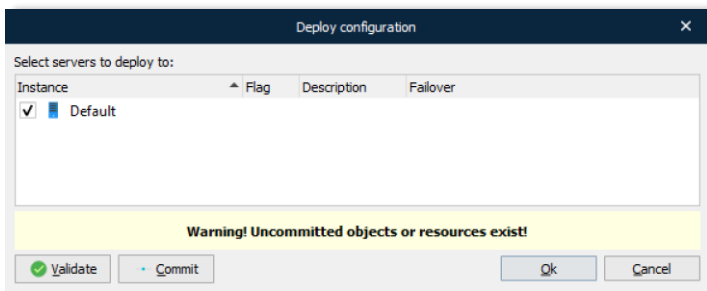 Deploy configuration
Select servers to deploy to:
Instance Flag Description Failover
Default
Warning! Uncommitted objects or resources exist!
Validate Commit Ok Cancel